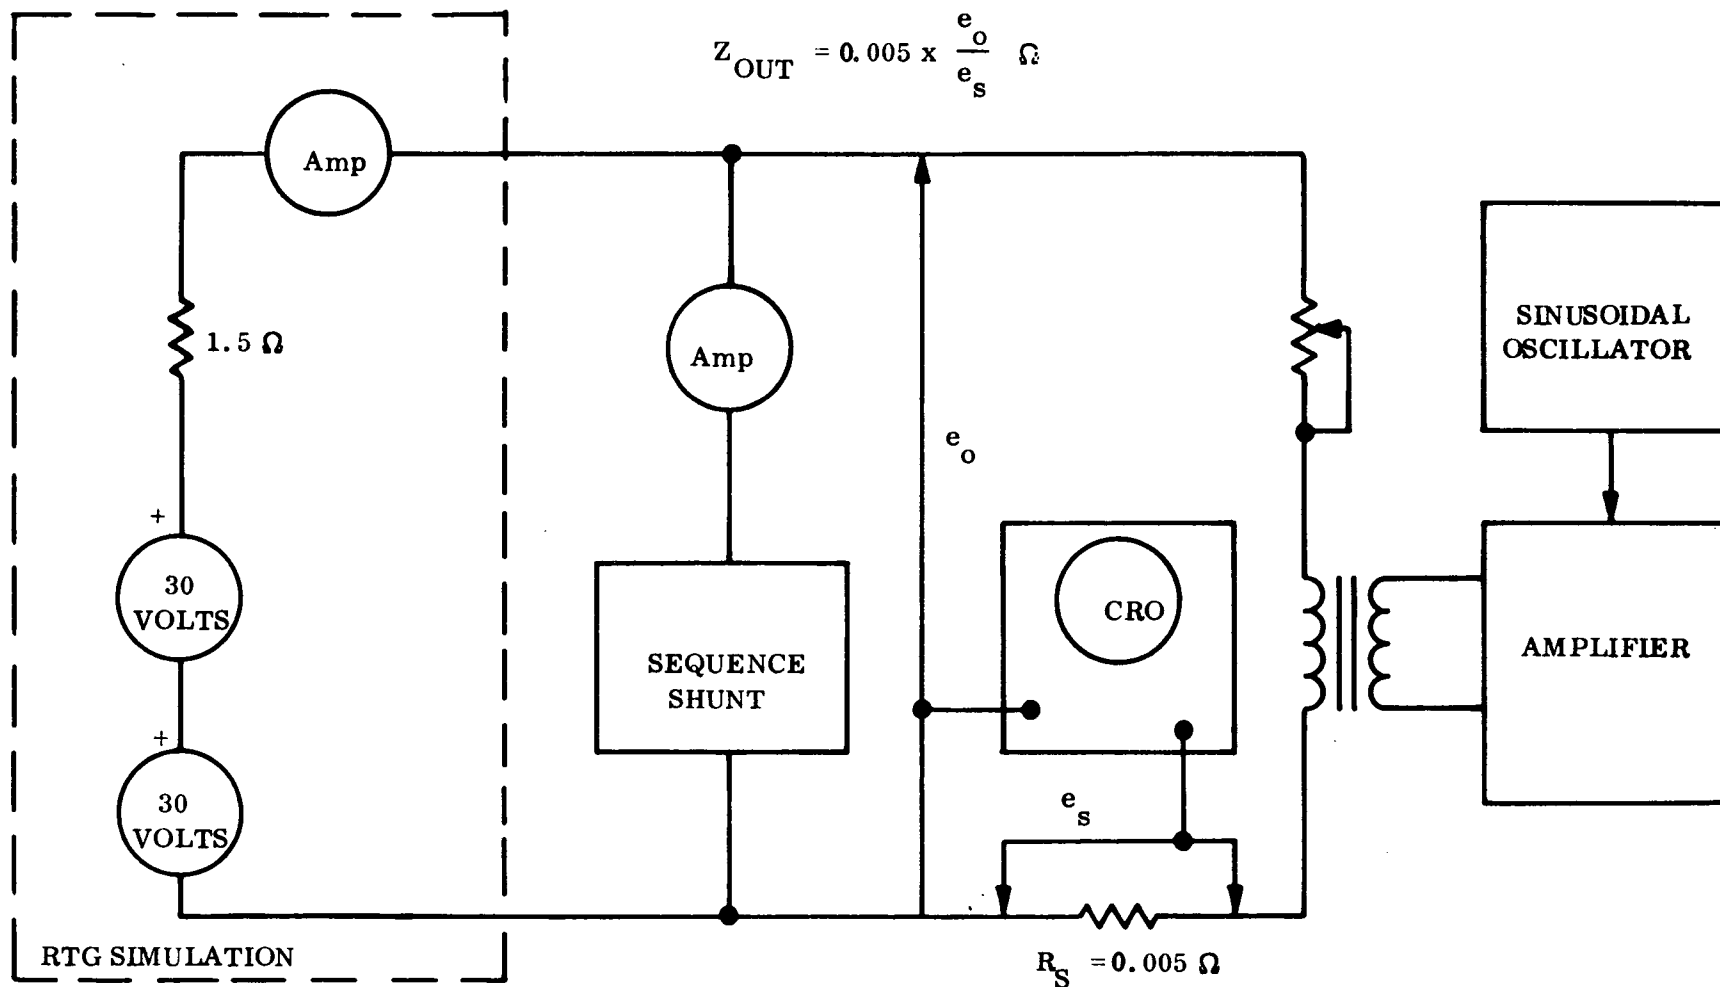 Z_OUT = 0.005 x e_o / e_s Ω
Amp
1.5 Ω
Amp
SINUSOIDAL
OSCILLATOR
e_o
+
30
VOLTS
CRO
SEQUENCE
SHUNT
AMPLIFIER
+
30
VOLTS
e_s
RTG SIMULATION
R_S = 0.005 Ω